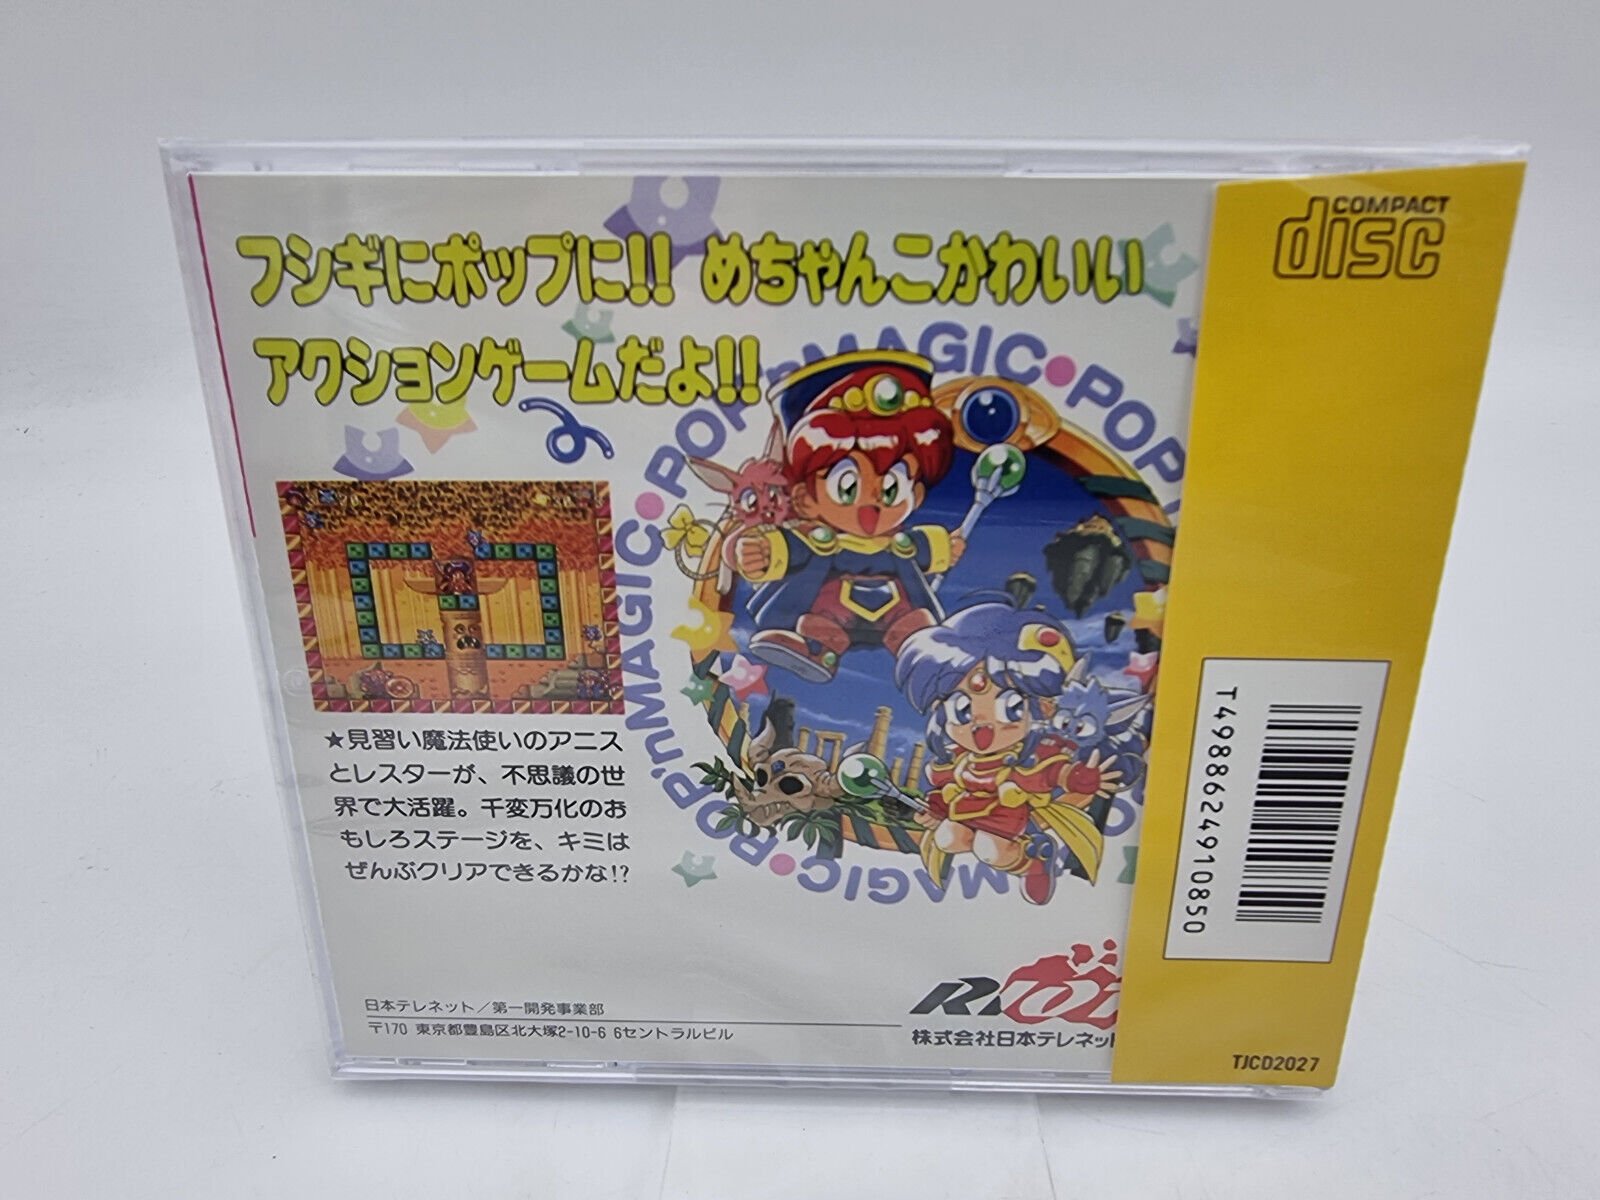 フシギにポップに!! めちゃんこかわいい
アクションゲームだよ!!
POP'nMAGIC•POP'nMAGIC•POP
MAGIC•POP
★見習い魔法使いのアニス
とレスターが、不思議の世
界で大活躍。千変万化のお
もしろステージを、キミは
ぜんぶクリアできるかな!?
日本テレネット／第一開発事業部
〒170 東京都豊島区北大塚2-10-6 6セントラルビル
株式会社日本テレネット
COMPACT
disc
T4988624910850
TJCD2027